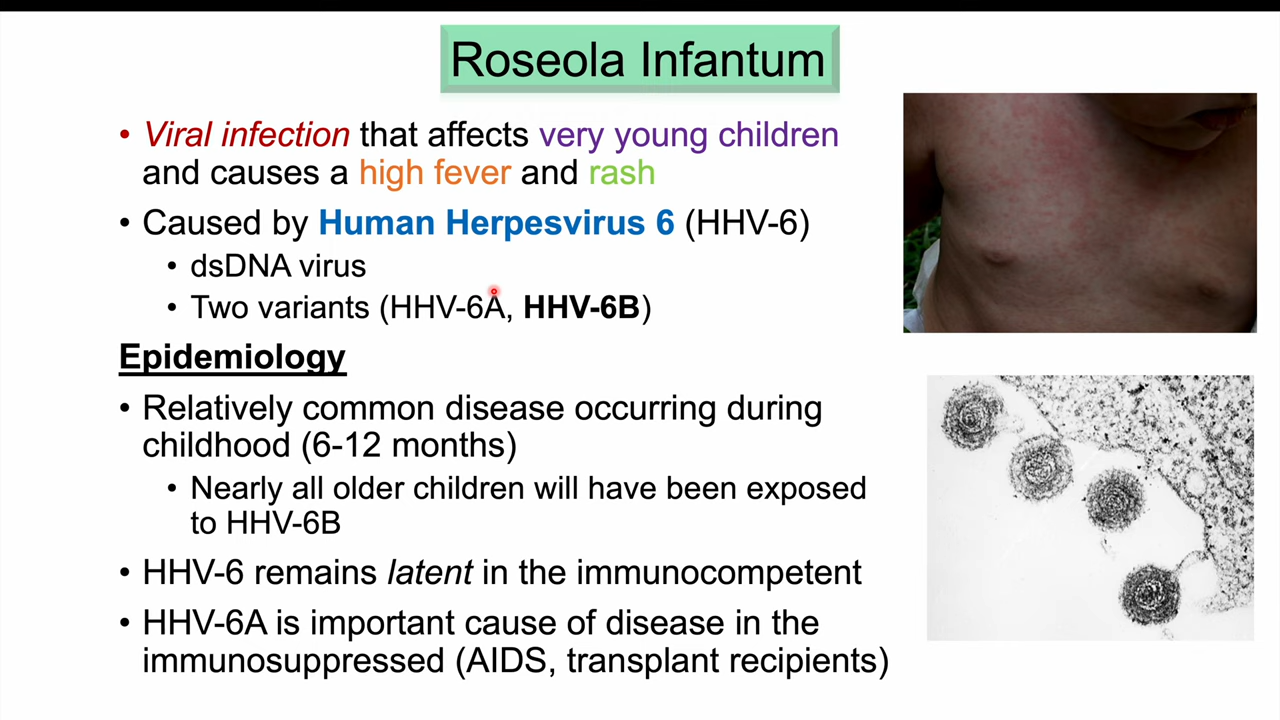 Roseola Infantum
• Viral infection that affects very young children
and causes a high fever and rash
• Caused by Human Herpesvirus 6 (HHV-6)
• dsDNA virus
• Two variants (HHV-6A, HHV-6B)
Epidemiology
• Relatively common disease occurring during
childhood (6-12 months)
• Nearly all older children will have been exposed
to HHV-6B
• HHV-6 remains latent in the immunocompetent
• HHV-6A is important cause of disease in the
immunosuppressed (AIDS, transplant recipients)